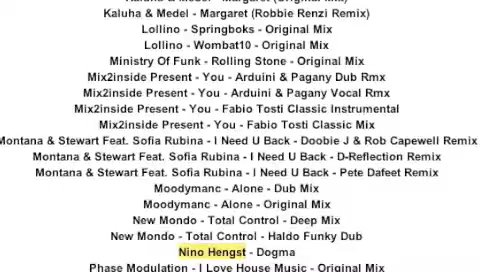 Kaluha & Medel - Margaret (Original Mix)
Kaluha & Medel - Margaret (Robbie Renzi Remix)
Lollino - Springboks - Original Mix
Lollino - Wombat10 - Original Mix
Ministry Of Funk - Rolling Stone - Original Mix
Mix2inside Present - You - Arduini & Pagany Dub Rmx
Mix2inside Present - You - Arduini & Pagany Vocal Rmx
Mix2inside Present - You - Fabio Tosti Classic Instrumental
Mix2inside Present - You - Fabio Tosti Classic Mix
Montana & Stewart Feat. Sofia Rubina - I Need U Back - Doobie J & Rob Capewell Remix
Montana & Stewart Feat. Sofia Rubina - I Need U Back - D-Reflection Remix
Montana & Stewart Feat. Sofia Rubina - I Need U Back - Pete Dafeet Remix
Moodymanc - Alone - Dub Mix
Moodymanc - Alone - Original Mix
New Mondo - Total Control - Deep Mix
New Mondo - Total Control - Haldo Funky Dub
Nino Hengst - Dogma
Phase Modulation - I Love House Music - Original Mix